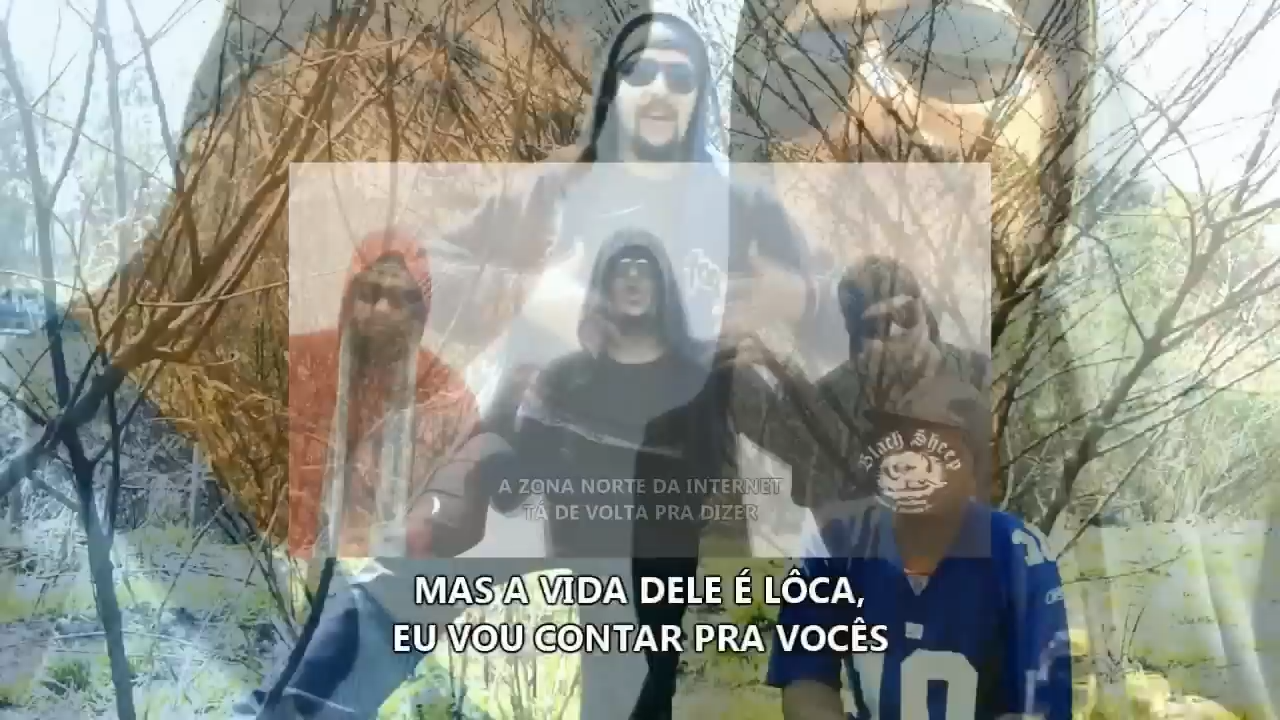 Black Sheep
A ZONA NORTE DA INTERNET
TÁ DE VOLTA PRA DIZER
MAS A VIDA DELE É LÔCA,
EU VOU CONTAR PRA VOCÊS
10